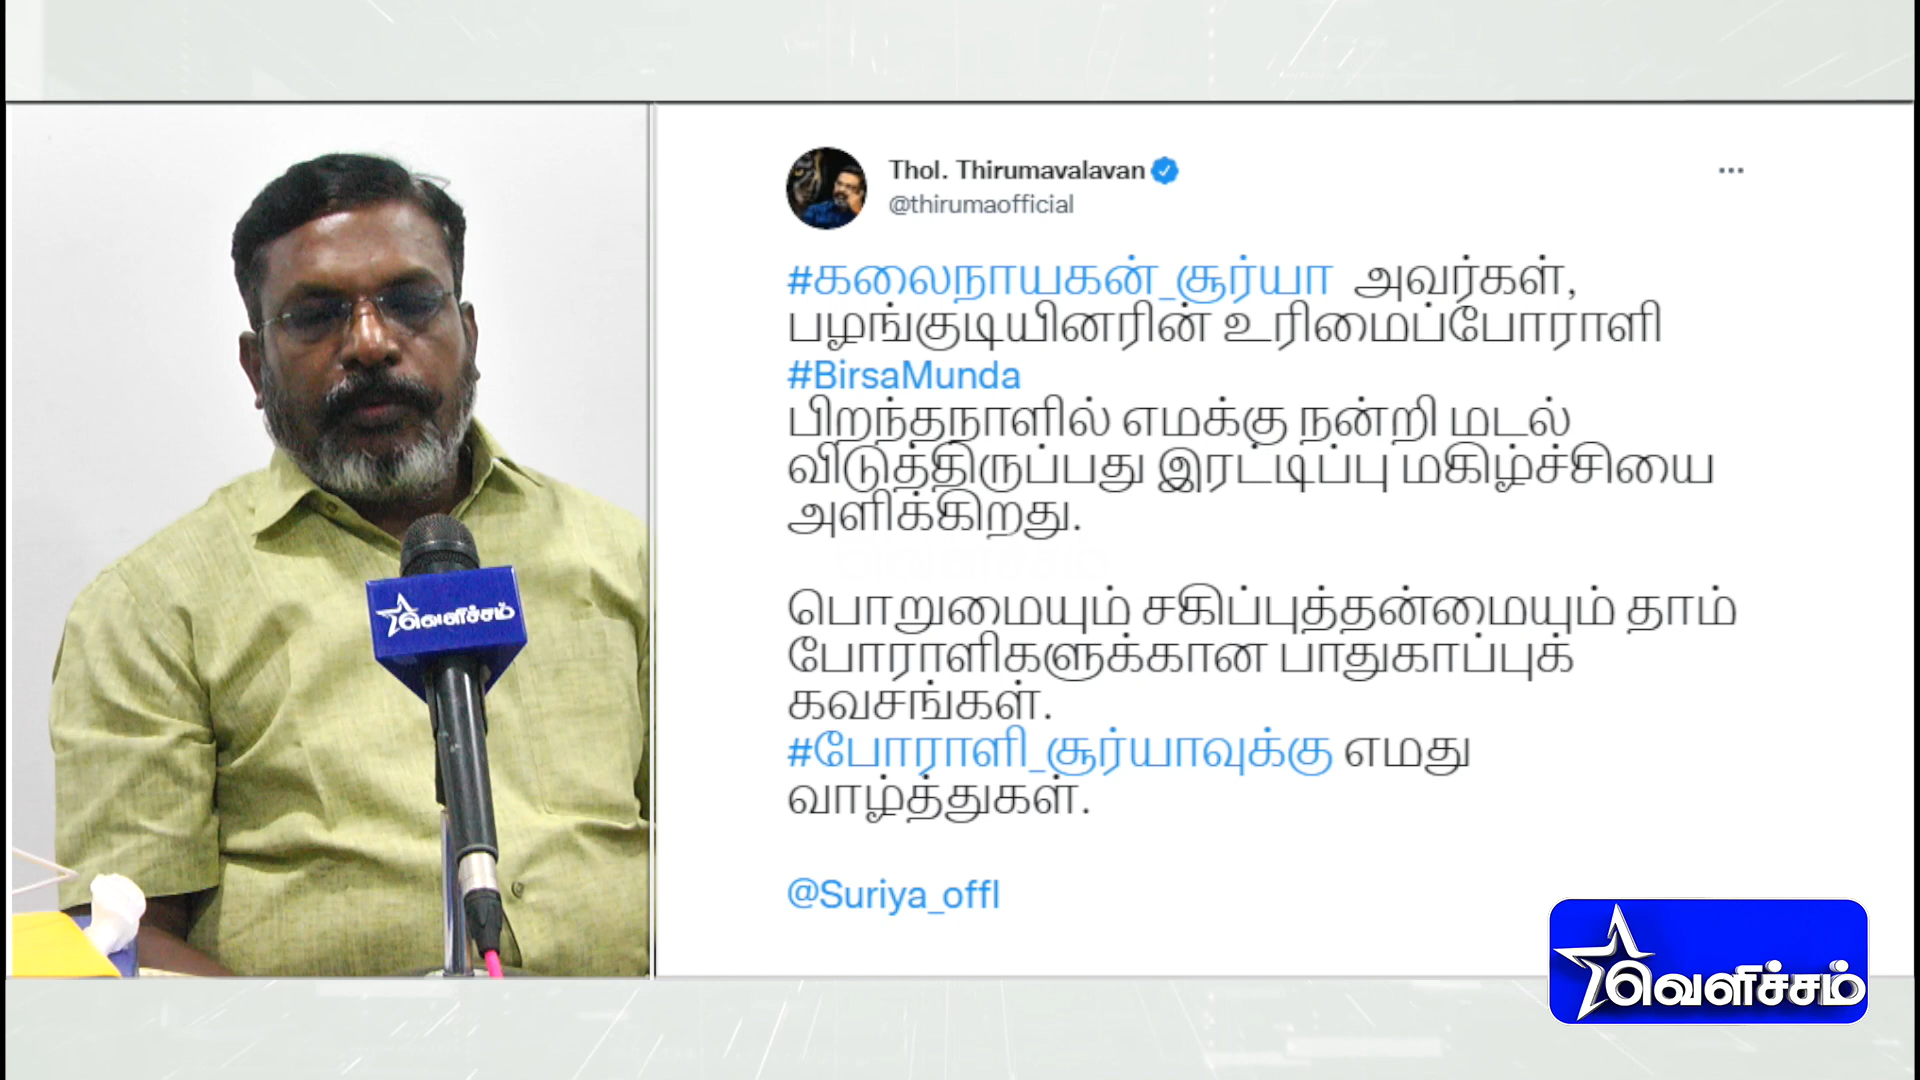 Thol. Thirumavalavan
@thirumaofficial
#கலைநாயகன்_சூர்யா அவர்கள்,
பழங்குடியினரின் உரிமைப்போராளி
#BirsaMunda
பிறந்தநாளில் எமக்கு நன்றி மடல்
விடுத்திருப்பது இரட்டிப்பு மகிழ்ச்சியை
அளிக்கிறது.
பொறுமையும் சகிப்புத்தன்மையும் தாம்
போராளிகளுக்கான பாதுகாப்புக்
கவசங்கள்.
#போராளி_சூர்யாவுக்கு எமது
வாழ்த்துகள்.
@Suriya_offl
வெளிச்சம்
வெளிச்சம்